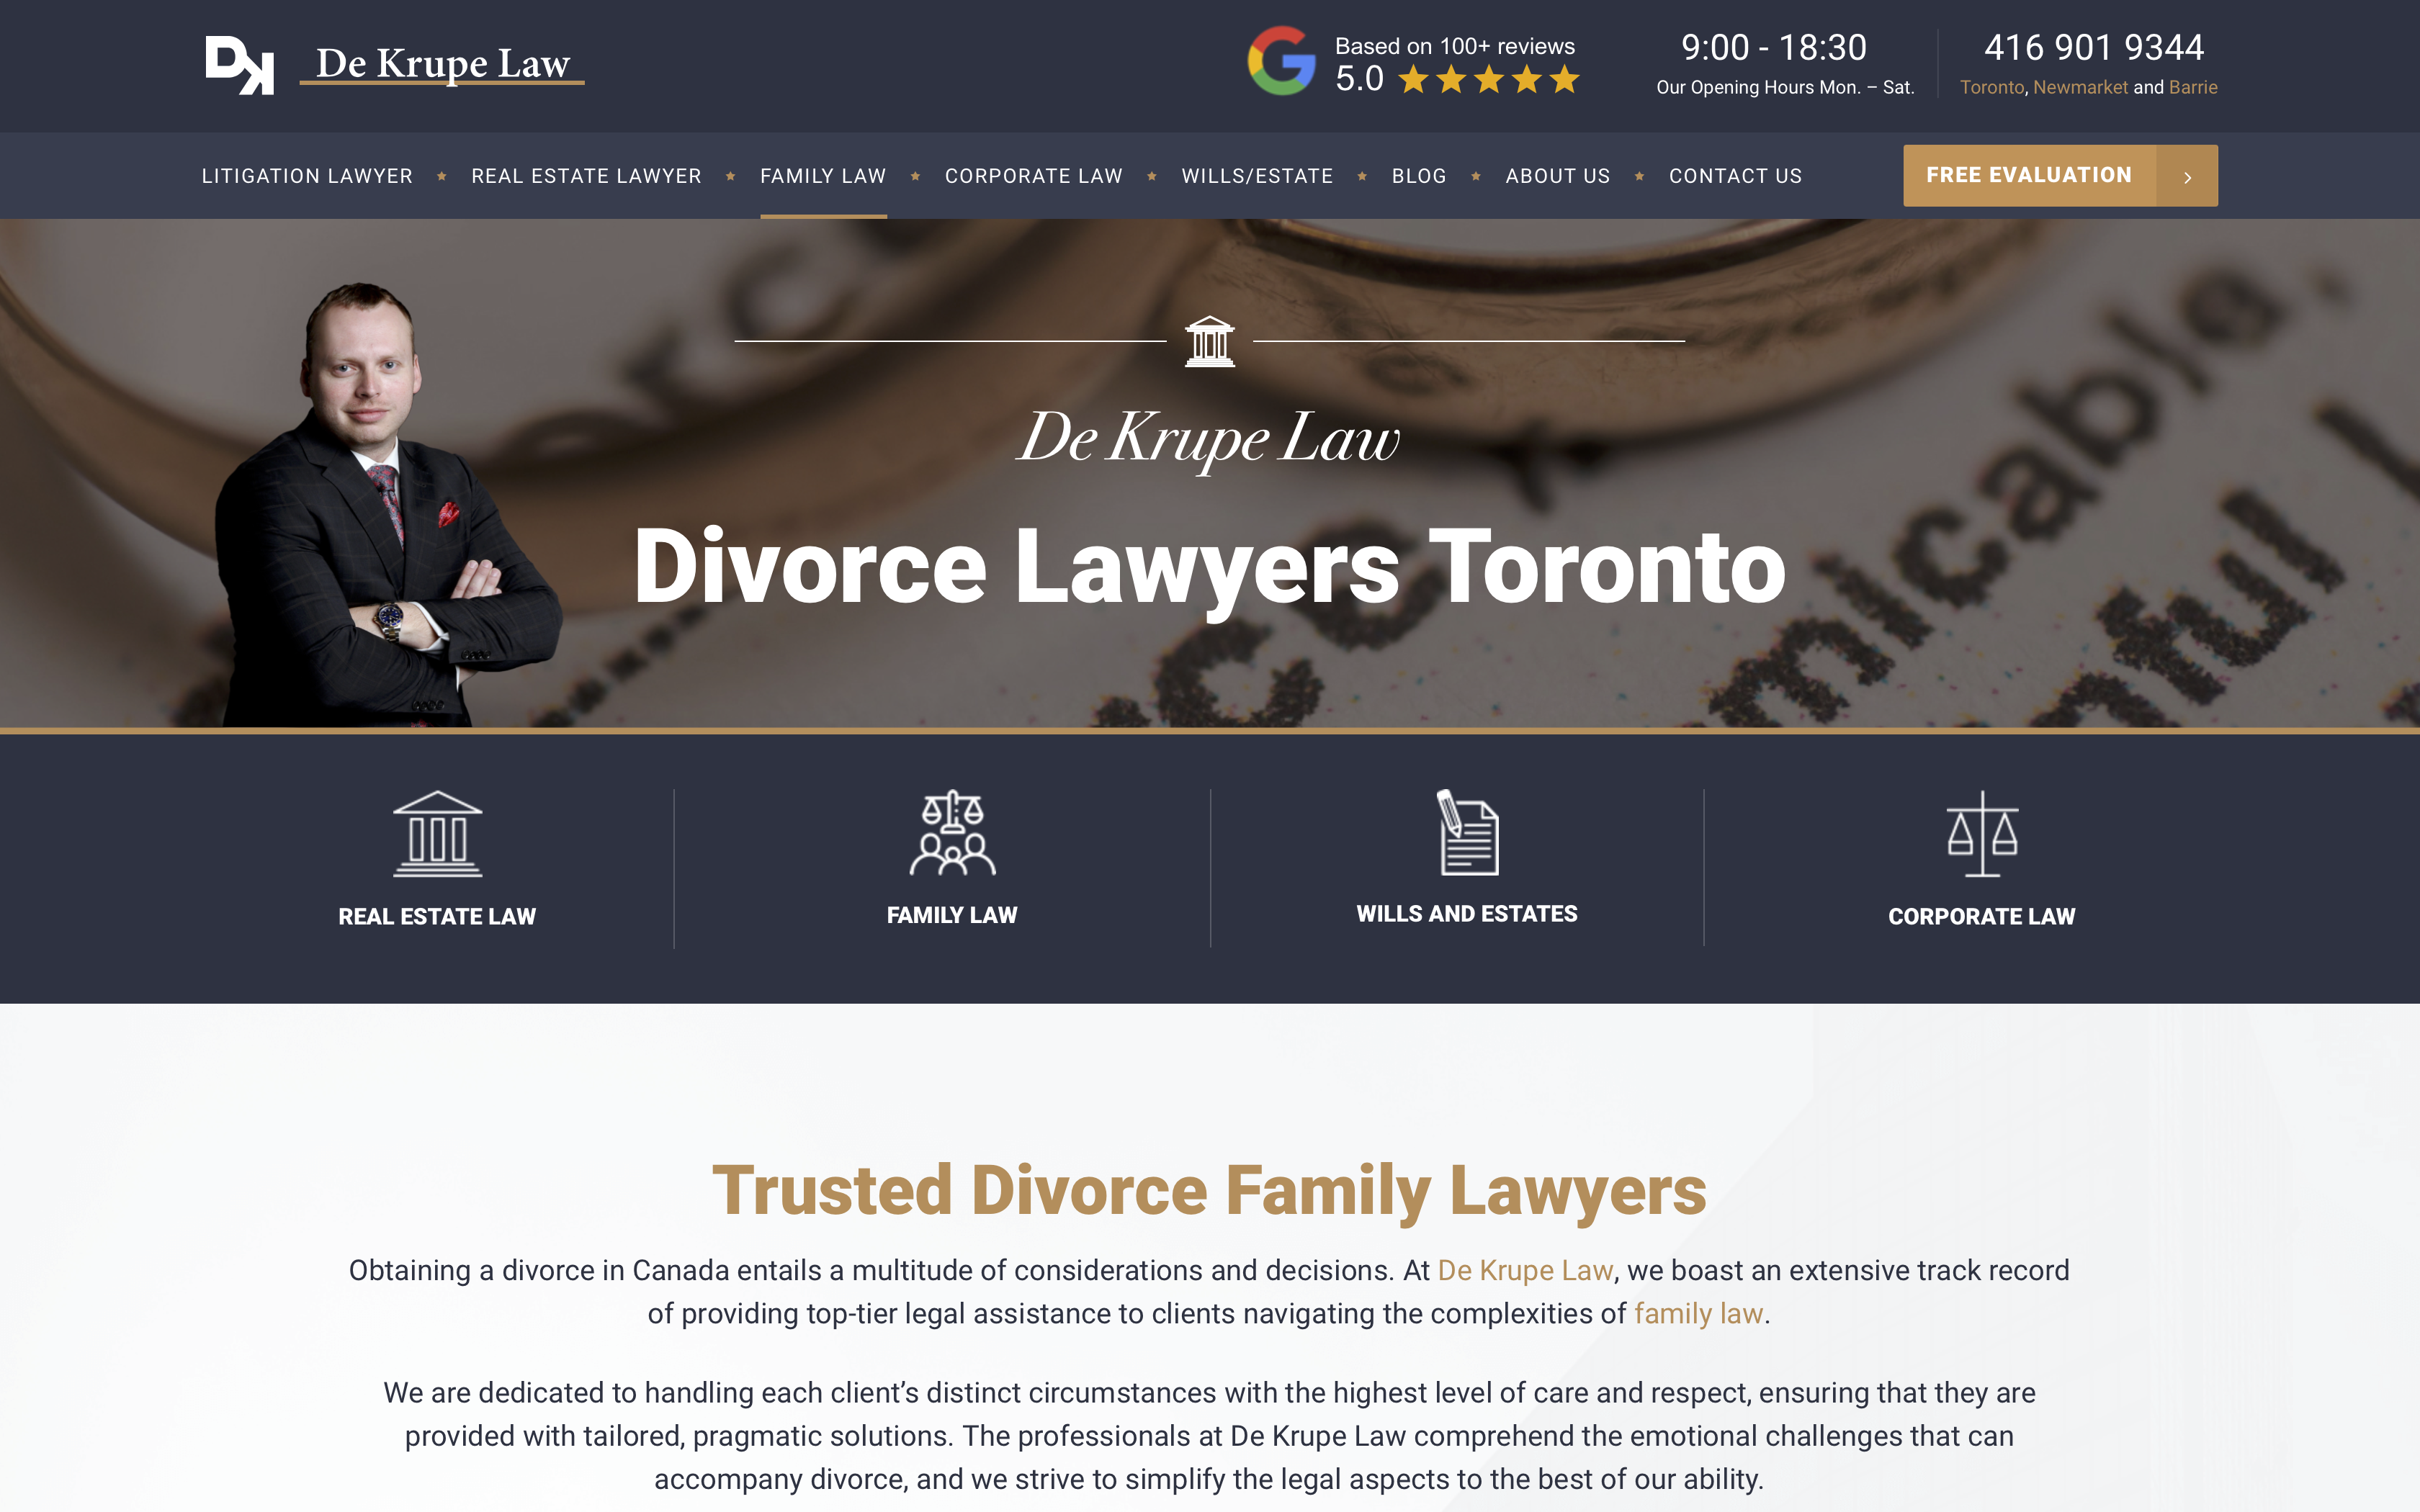 DK De Krupe Law
Based on 100+ reviews
5.0
9:00 - 18:30
Our Opening Hours Mon. – Sat.
416 901 9344
Toronto, Newmarket and Barrie
LITIGATION LAWYER
REAL ESTATE LAWYER
FAMILY LAW
CORPORATE LAW
WILLS/ESTATE
BLOG
ABOUT US
CONTACT US
FREE EVALUATION
De Krupe Law
Divorce Lawyers Toronto
REAL ESTATE LAW
FAMILY LAW
WILLS AND ESTATES
CORPORATE LAW
Trusted Divorce Family Lawyers
Obtaining a divorce in Canada entails a multitude of considerations and decisions. At De Krupe Law, we boast an extensive track record
of providing top-tier legal assistance to clients navigating the complexities of family law.
We are dedicated to handling each client’s distinct circumstances with the highest level of care and respect, ensuring that they are
provided with tailored, pragmatic solutions. The professionals at De Krupe Law comprehend the emotional challenges that can
accompany divorce, and we strive to simplify the legal aspects to the best of our ability.